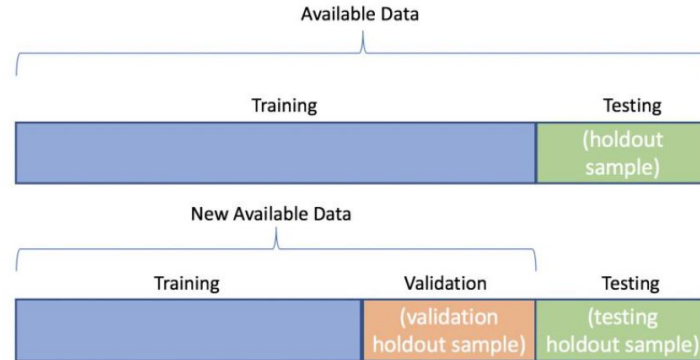 Available Data
Training Testing
(holdout
sample)
New Available Data
Training Validation Testing
(validation (testing
holdout sample) holdout sample)